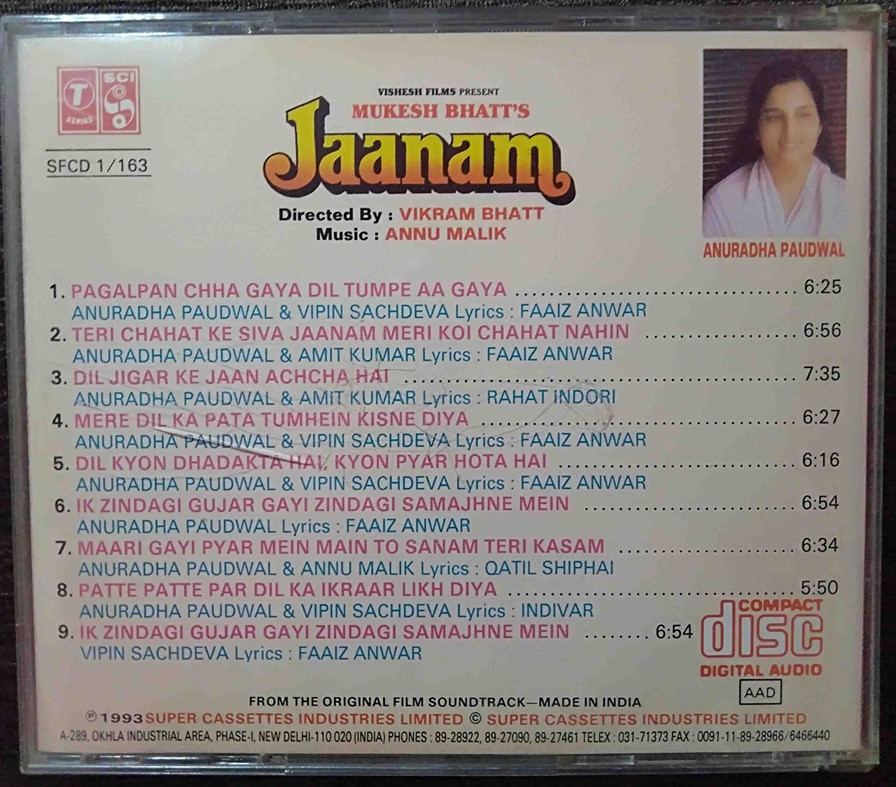 T
SERIES
SCI
SFCD 1/163
VISHESH FILMS PRESENT
MUKESH BHATT'S
Jaanam
Directed By : VIKRAM BHATT
Music : ANNU MALIK
ANURADHA PAUDWAL
1. PAGALPAN CHHA GAYA DIL TUMPE AA GAYA ................................ 6:25
ANURADHA PAUDWAL & VIPIN SACHDEVA Lyrics : FAAIZ ANWAR
2. TERI CHAHAT KE SIVA JAANAM MERI KOI CHAHAT NAHIN ................. 6:56
ANURADHA PAUDWAL & AMIT KUMAR Lyrics : FAAIZ ANWAR
3. DIL JIGAR KE JAAN ACHCHA HAI ............................................ 7:35
ANURADHA PAUDWAL & AMIT KUMAR Lyrics : RAHAT INDORI
4. MERE DIL KA PATA TUMHEIN KISNE DIYA .................................... 6:27
ANURADHA PAUDWAL & VIPIN SACHDEVA Lyrics : FAAIZ ANWAR
5. DIL KYON DHADAKTA HAI, KYON PYAR HOTA HAI ........................... 6:16
ANURADHA PAUDWAL & VIPIN SACHDEVA Lyrics : FAAIZ ANWAR
6. IK ZINDAGI GUJAR GAYI ZINDAGI SAMAJHNE MEIN ........................ 6:54
ANURADHA PAUDWAL Lyrics : FAAIZ ANWAR
7. MAARI GAYI PYAR MEIN MAIN TO SANAM TERI KASAM .................... 6:34
ANURADHA PAUDWAL & ANNU MALIK Lyrics : QATIL SHIPHAI
8. PATTE PATTE PAR DIL KA IKRAAR LIKH DIYA ................................ 5:50
ANURADHA PAUDWAL & VIPIN SACHDEVA Lyrics : INDIVAR
9. IK ZINDAGI GUJAR GAYI ZINDAGI SAMAJHNE MEIN ........ 6:54
VIPIN SACHDEVA Lyrics : FAAIZ ANWAR
COMPACT
disc
DIGITAL AUDIO
AAD
FROM THE ORIGINAL FILM SOUNDTRACK—MADE IN INDIA
℗ 1993 SUPER CASSETTES INDUSTRIES LIMITED © SUPER CASSETTES INDUSTRIES LIMITED
A-289, OKHLA INDUSTRIAL AREA, PHASE-I, NEW DELHI-110 020 (INDIA) PHONES : 89-28922, 89-27090, 89-27461 TELEX : 031-71373 FAX : 0091-11-89-28966/6466440